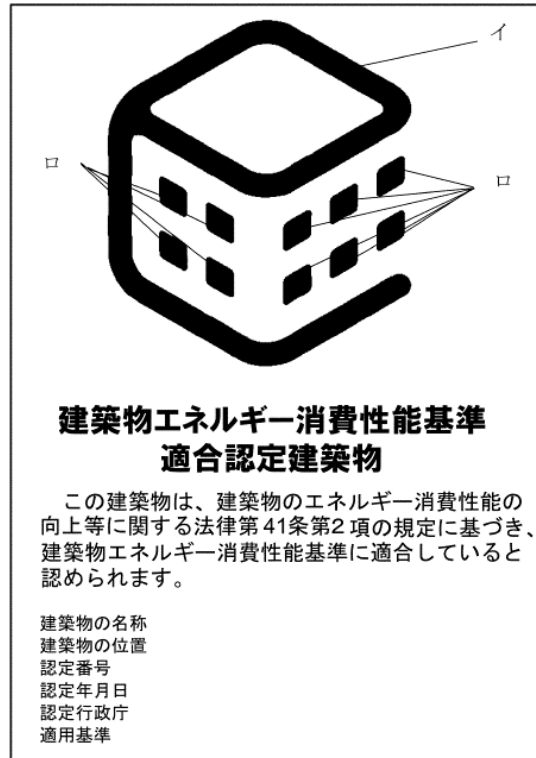 イ
ロ
ロ
建築物エネルギー消費性能基準
適合認定建築物
この建築物は、建築物のエネルギー消費性能の
向上等に関する法律第41条第2項の規定に基づき、
建築物エネルギー消費性能基準に適合していると
認められます。
建築物の名称
建築物の位置
認定番号
認定年月日
認定行政庁
適用基準